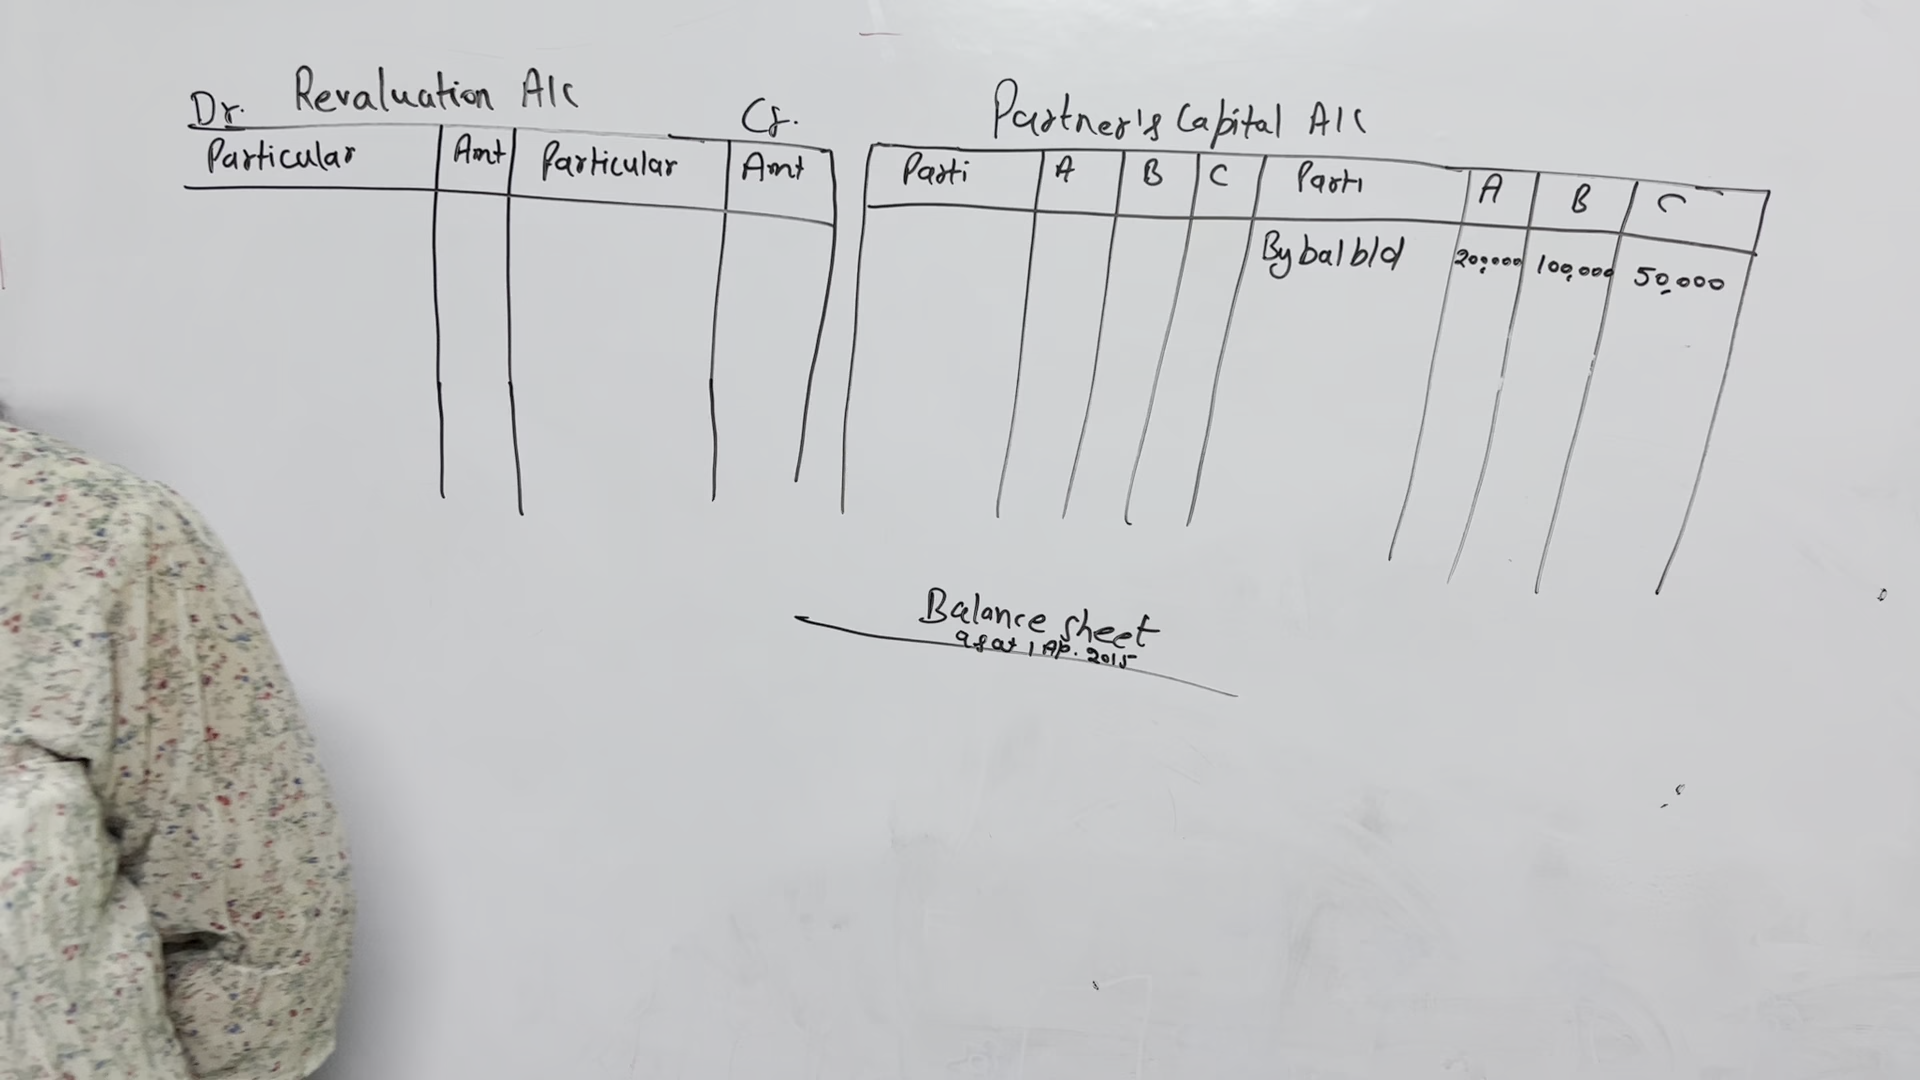 Dr. Revaluation A/c Cr.
Particular Amt Particular Amt
Partner's Capital A/c
Parti A B C Parti A B C
By bal b/d 200,000 100,000 50,000
Balance sheet
as at 1 Ap. 2015